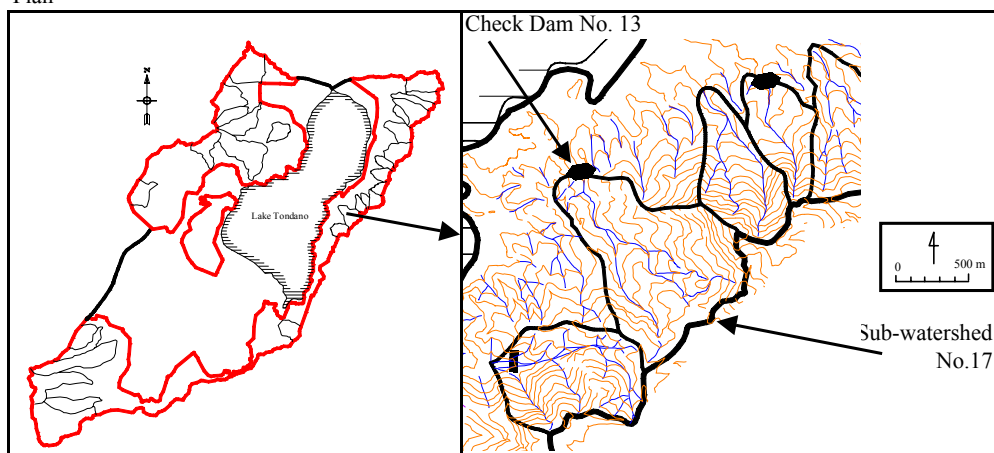 Plan
Check Dam No. 13
N
Lake Tondano
0 500 m
Sub-watershed
No.17